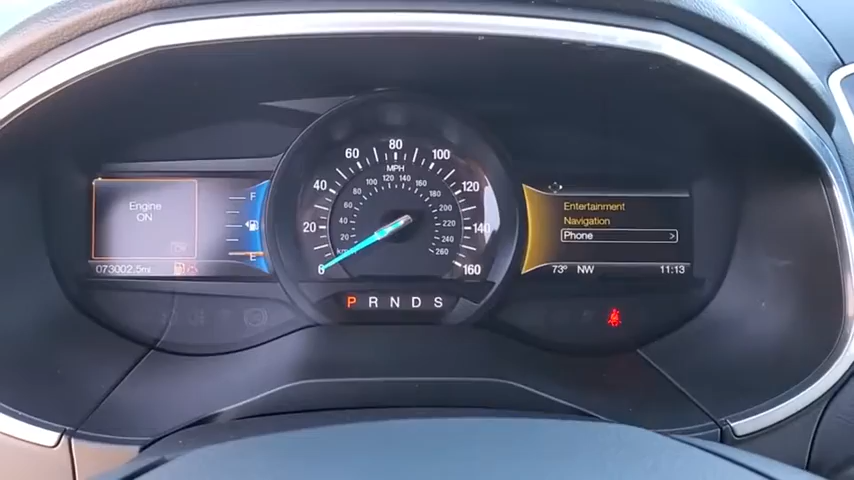 Engine
ON
073002.5mi
F
E
20
40
60
80
100
120
140
160
0
MPH
km/h
20
40
60
80
100
120
140
160
180
200
220
240
260
P R N D S
Entertainment
Navigation
Phone >
73° NW 11:13